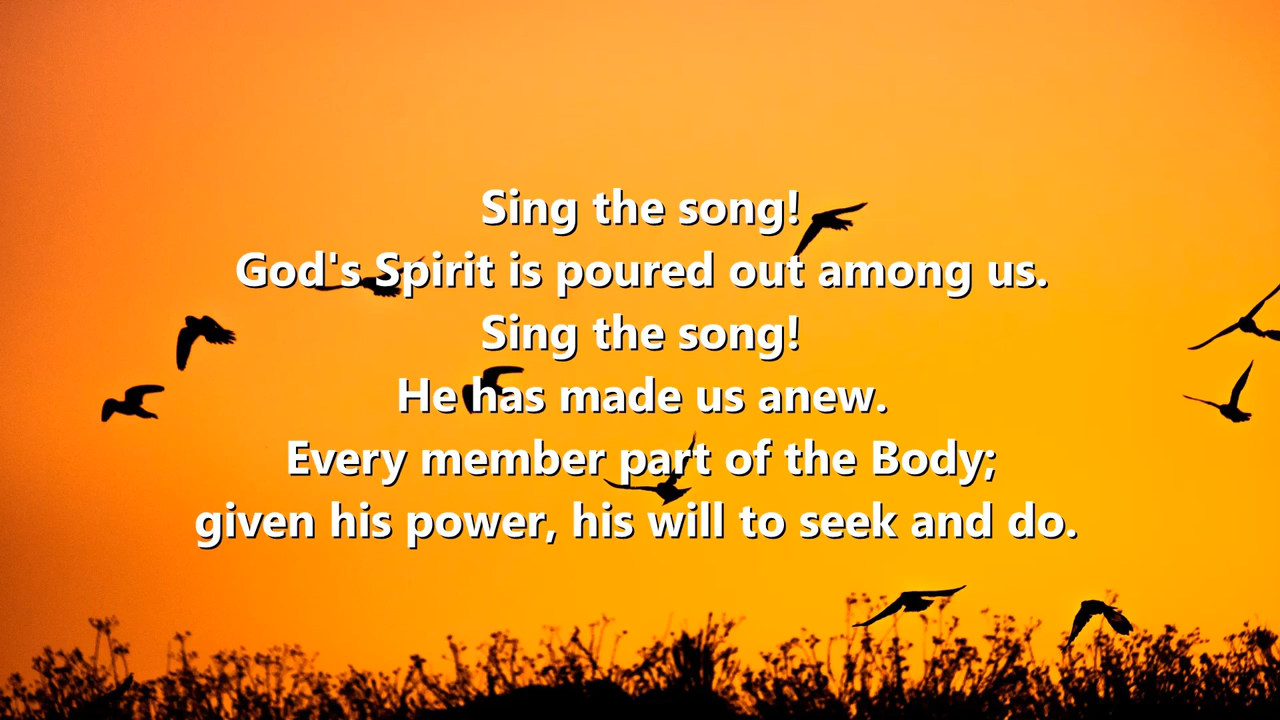 Sing the song!
God's Spirit is poured out among us.
Sing the song!
He has made us anew.
Every member part of the Body;
given his power, his will to seek and do.